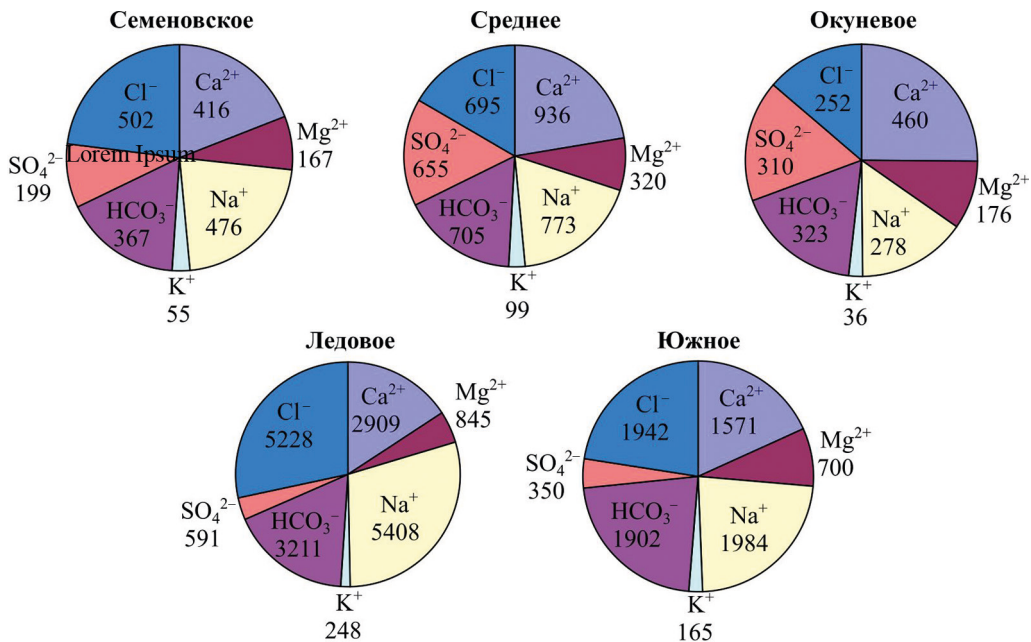 Семеновское
Cl⁻
502
Ca²⁺
416
Mg²⁺
167
Na⁺
476
K⁺
55
HCO₃⁻
367
SO₄²⁻
199
Lorem Ipsum
Среднее
Cl⁻
695
Ca²⁺
936
Mg²⁺
320
Na⁺
773
K⁺
99
HCO₃⁻
705
SO₄²⁻
655
Окуневое
Cl⁻
252
Ca²⁺
460
Mg²⁺
176
Na⁺
278
K⁺
36
HCO₃⁻
323
SO₄²⁻
310
Ледовое
Cl⁻
5228
Ca²⁺
2909
Mg²⁺
845
Na⁺
5408
K⁺
248
HCO₃⁻
3211
SO₄²⁻
591
Южное
Cl⁻
1942
Ca²⁺
1571
Mg²⁺
700
Na⁺
1984
K⁺
165
HCO₃⁻
1902
SO₄²⁻
350